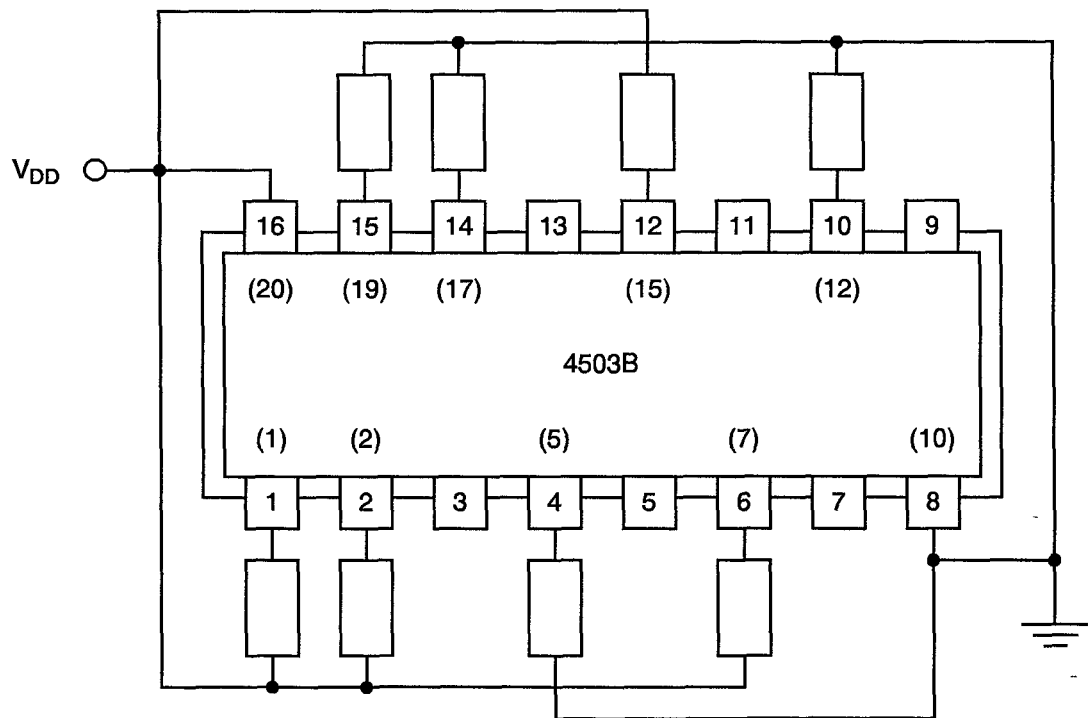 V_DD
16 15 14 13 12 11 10 9
(20) (19) (17) (15) (12)
4503B
(1) (2) (5) (7) (10)
1 2 3 4 5 6 7 8